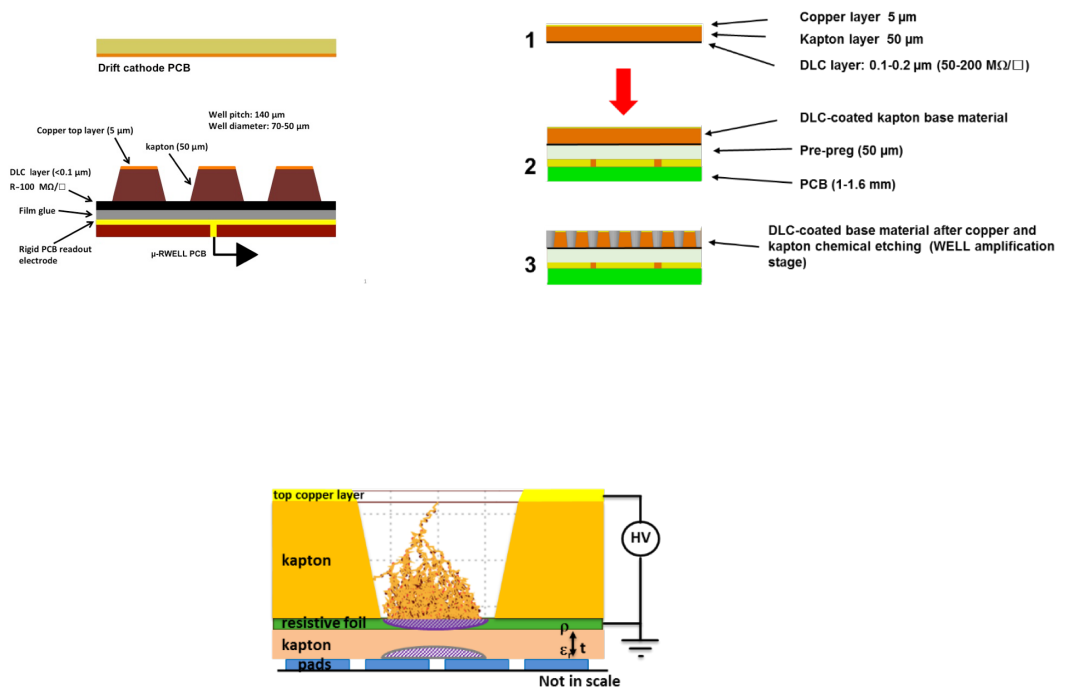 Drift cathode PCB
Well pitch: 140 µm
Well diameter: 70-50 µm
Copper top layer (5 µm)
kapton (50 µm)
DLC layer (<0.1 µm)
R~100 MΩ/□
Film glue
Rigid PCB readout
electrode
µ-RWELL PCB
1
Copper layer 5 µm
Kapton layer 50 µm
DLC layer: 0.1-0.2 µm (50-200 MΩ/□)
2
DLC-coated kapton base material
Pre-preg (50 µm)
PCB (1-1.6 mm)
3
DLC-coated base material after copper and
kapton chemical etching (WELL amplification
stage)
top copper layer
kapton
HV
resistive foil
ρ
kapton
εr t
pads
Not in scale